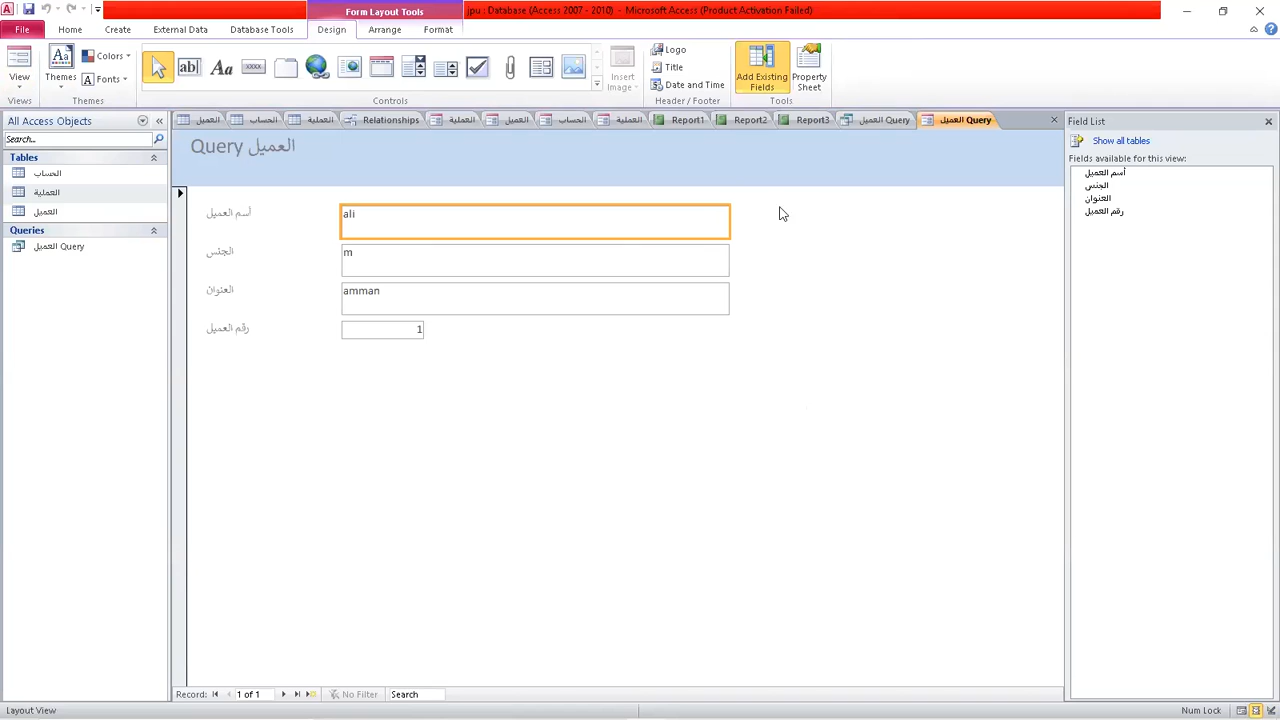 Form Layout Tools
jpu : Database (Access 2007 - 2010) - Microsoft Access (Product Activation Failed)
File Home Create External Data Database Tools Design Arrange Format
View
Themes
Colors
Fonts
ab|
Aa
xxxx
Insert Image
Logo
Title
Date and Time
Add Existing Fields
Property Sheet
Views Themes Controls Header / Footer Tools
All Access Objects
Search...
Tables
الحساب
العملية
العميل
Queries
العميل Query
العميل الحساب العملية Relationships العملية العميل الحساب العملية Report1 Report2 Report3 العميل Query العميل Query
العميل Query
أسم العميل ali
الجنس m
العنوان amman
رقم العميل 1
Field List
Show all tables
Fields available for this view:
أسم العميل
الجنس
العنوان
رقم العميل
Record: 1 of 1 No Filter Search
Layout View Num Lock